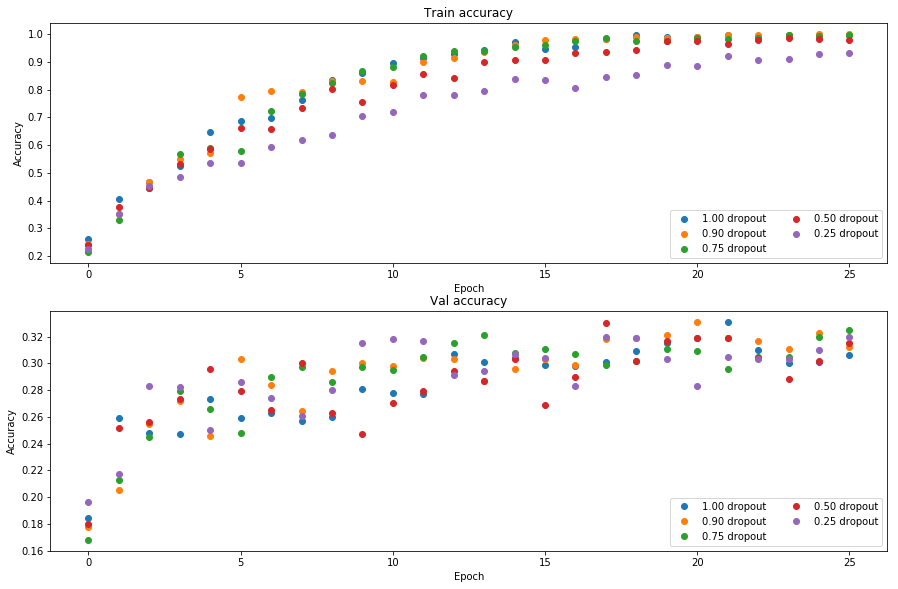 Train accuracy
1.0
0.9
0.8
0.7
0.6
0.5
0.4
0.3
0.2
Accuracy
1.00 dropout
0.90 dropout
0.75 dropout
0.50 dropout
0.25 dropout
0 5 10 15 20 25
Epoch
Val accuracy
0.32
0.30
0.28
0.26
0.24
0.22
0.20
0.18
0.16
Accuracy
1.00 dropout
0.90 dropout
0.75 dropout
0.50 dropout
0.25 dropout
0 5 10 15 20 25
Epoch